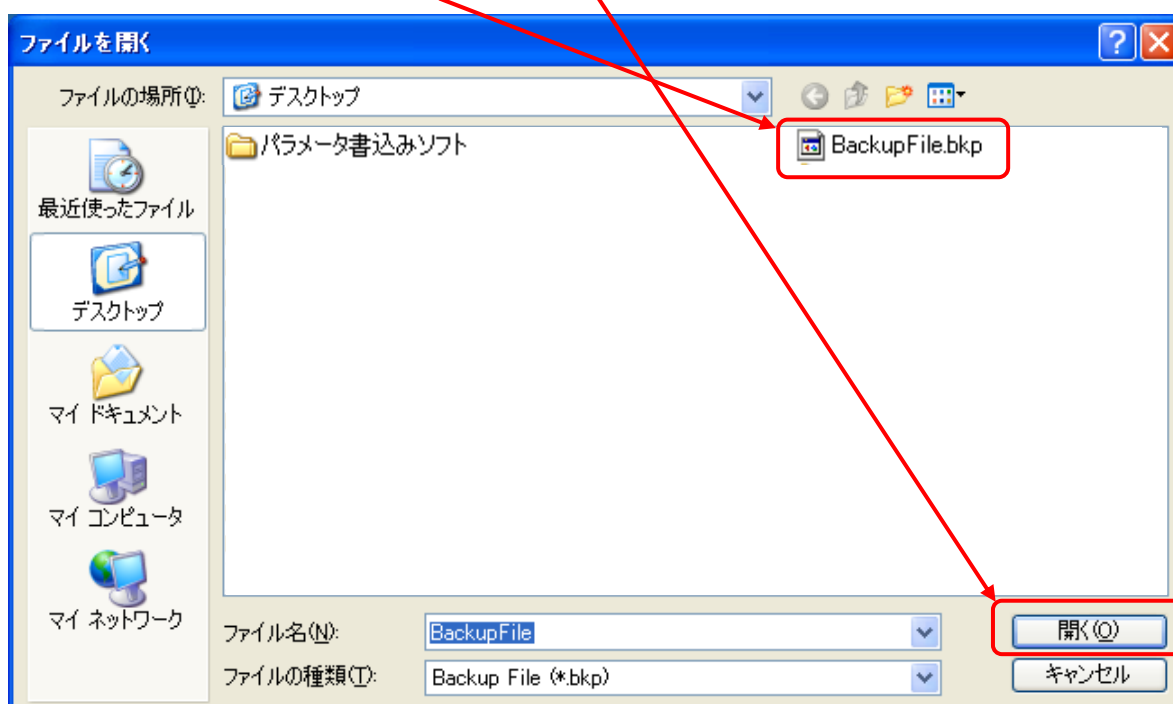 ファイルを開く
ファイルの場所(I):
デスクトップ
パラメータ書込みソフト
BackupFile.bkp
最近使ったファイル
デスクトップ
マイ ドキュメント
マイ コンピュータ
マイ ネットワーク
ファイル名(N):
BackupFile
開く(O)
ファイルの種類(T):
Backup File (*.bkp)
キャンセル